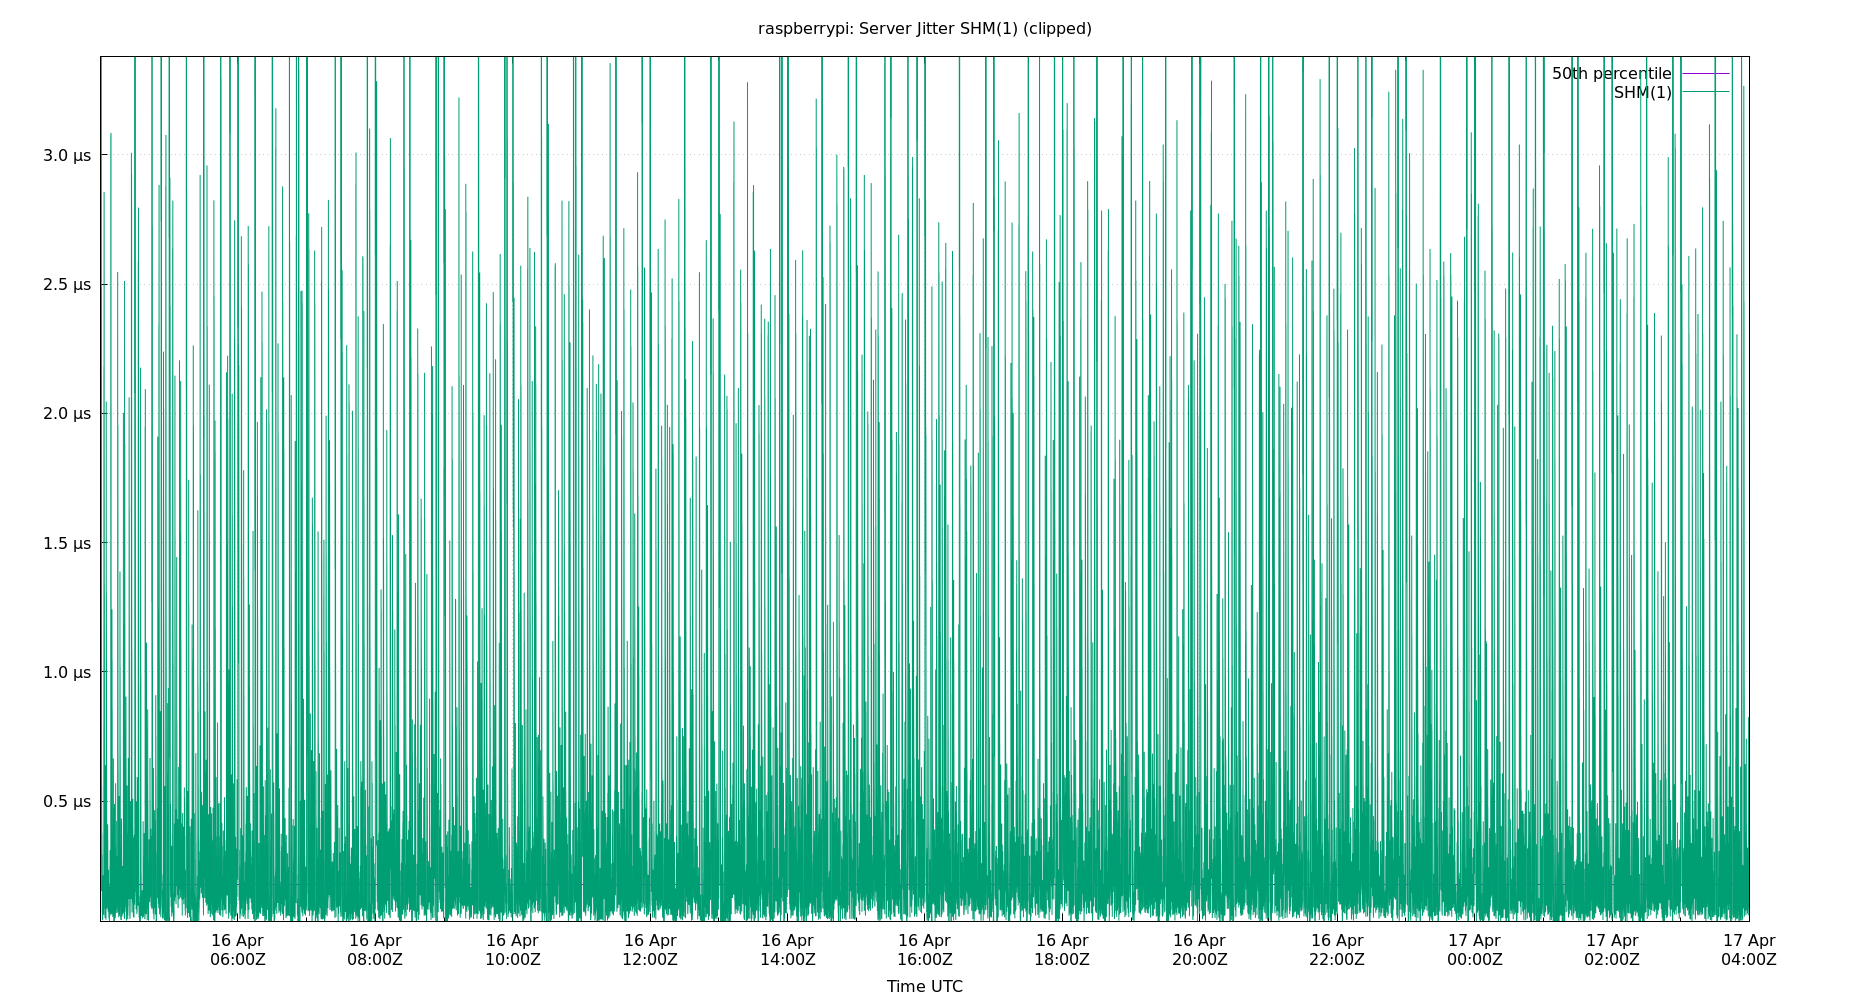 raspberrypi: Server Jitter SHM(1) (clipped)
50th percentile
SHM(1)
3.0 µs
2.5 µs
2.0 µs
1.5 µs
1.0 µs
0.5 µs
16 Apr 16 Apr 16 Apr 16 Apr 16 Apr 16 Apr 16 Apr 16 Apr 16 Apr 17 Apr 17 Apr 17 Apr
06:00Z 08:00Z 10:00Z 12:00Z 14:00Z 16:00Z 18:00Z 20:00Z 22:00Z 00:00Z 02:00Z 04:00Z
Time UTC